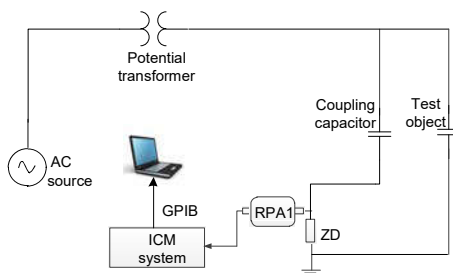 Potential
transformer
Coupling
capacitor
Test
object
AC
source
GPIB
RPA1
ZD
ICM
system